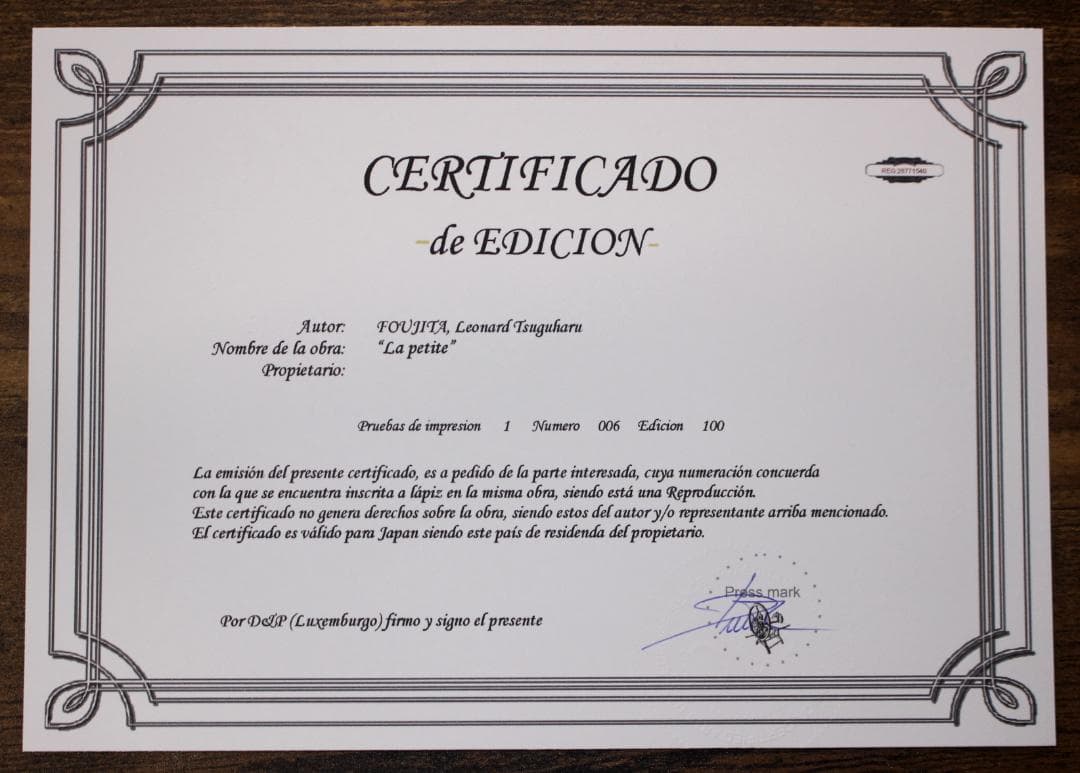 CERTIFICADO
REG:28771540
-de EDICION-
Autor: FOUJITA, Leonard Tsuguharu
Nombre de la obra: "La petite"
Propietario:
Pruebas de impresion 1 Numero 006 Edicion 100
La emisión del presente certificado, es a pedido de la parte interesada, cuya numeración concuerda
con la que se encuentra inscrita a lápiz en la misma obra, siendo está una Reproducción.
Este certificado no genera derechos sobre la obra, siendo estos del autor y/o representante arriba mencionado.
El certificado es válido para Japan siendo este país de residenda del propietario.
Press mark
Por D&P (Luxemburgo) firmo y signo el presente